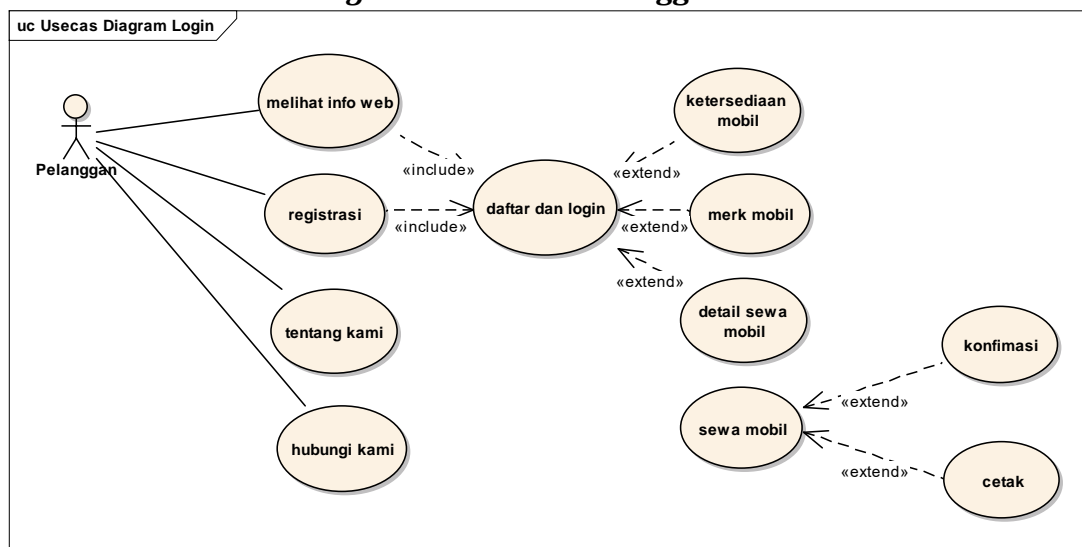 uc Usecas Diagram Login
melihat info web
ketersediaan
mobil
Pelanggan
«include»
«extend»
registrasi
«include»
daftar dan login
«extend»
merk mobil
«extend»
tentang kami
detail sewa
mobil
konfimasi
«extend»
hubungi kami
sewa mobil
«extend»
cetak